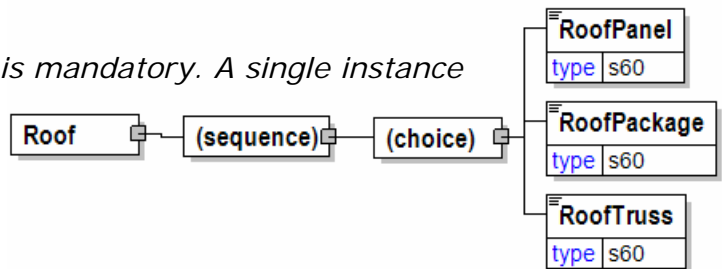 RoofPanel
type s60
is mandatory. A single instance
RoofPackage
type s60
Roof (sequence) (choice)
RoofTruss
type s60